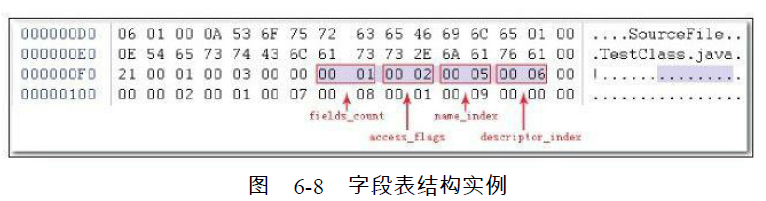 000000D0 06 01 00 0A 53 6F 75 72 63 65 46 69 6C 65 01 00 ....SourceFile..
000000E0 0E 54 65 73 74 43 6C 61 73 73 2E 6A 61 76 61 00 .TestClass.java.
000000F0 21 00 01 00 03 00 00 00 01 00 02 00 05 00 06 00 !...............
00000100 00 00 02 00 01 00 07 00 08 00 01 00 09 00 00 00 ................
fields_count name_index
access_flags descriptor_index
图 6-8 字段表结构实例